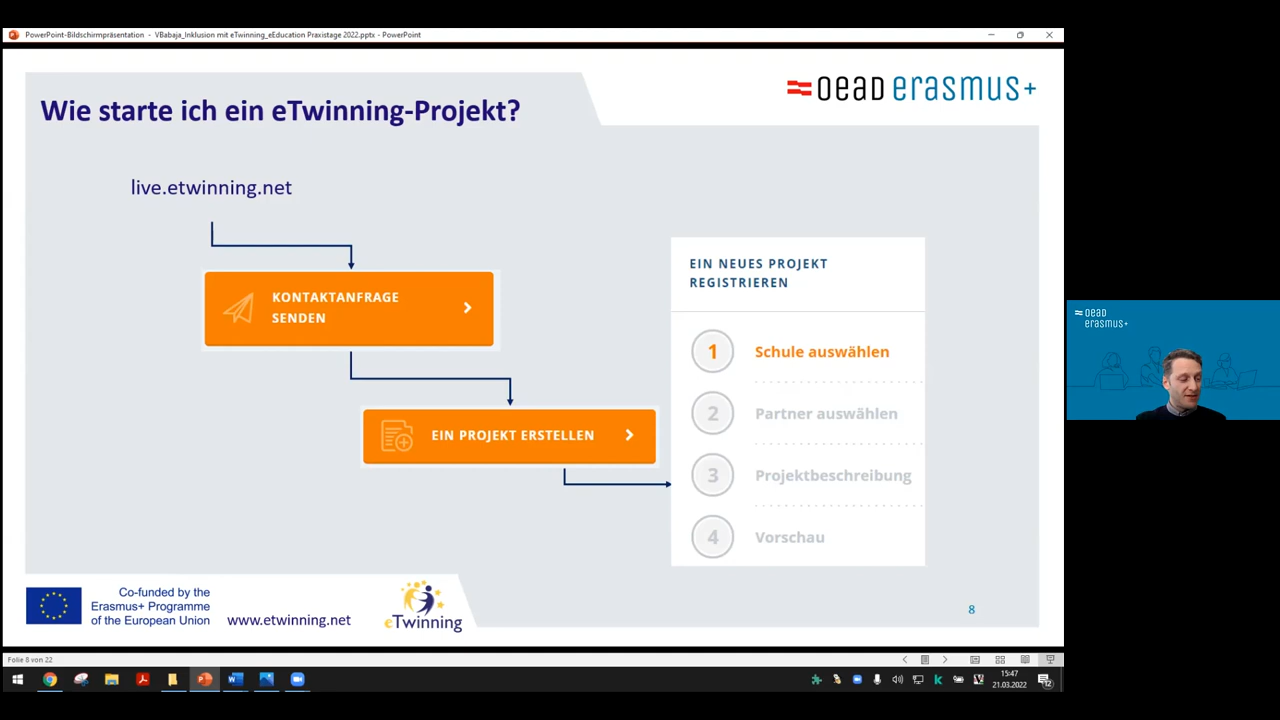 PowerPoint-Bildschirmpräsentation - VBabaja_Inklusion mit eTwinning_eEducation Praxistage 2022.pptx - PowerPoint
Wie starte ich ein eTwinning-Projekt?
OEAD erasmus+
live.etwinning.net
KONTAKTANFRAGE
SENDEN
EIN PROJEKT ERSTELLEN
EIN NEUES PROJEKT
REGISTRIEREN
1 Schule auswählen
2 Partner auswählen
3 Projektbeschreibung
4 Vorschau
Co-funded by the
Erasmus+ Programme
of the European Union
www.etwinning.net
eTwinning
8
OEAD
erasmus+
Folie 8 von 22
15:47
21.03.2022
12